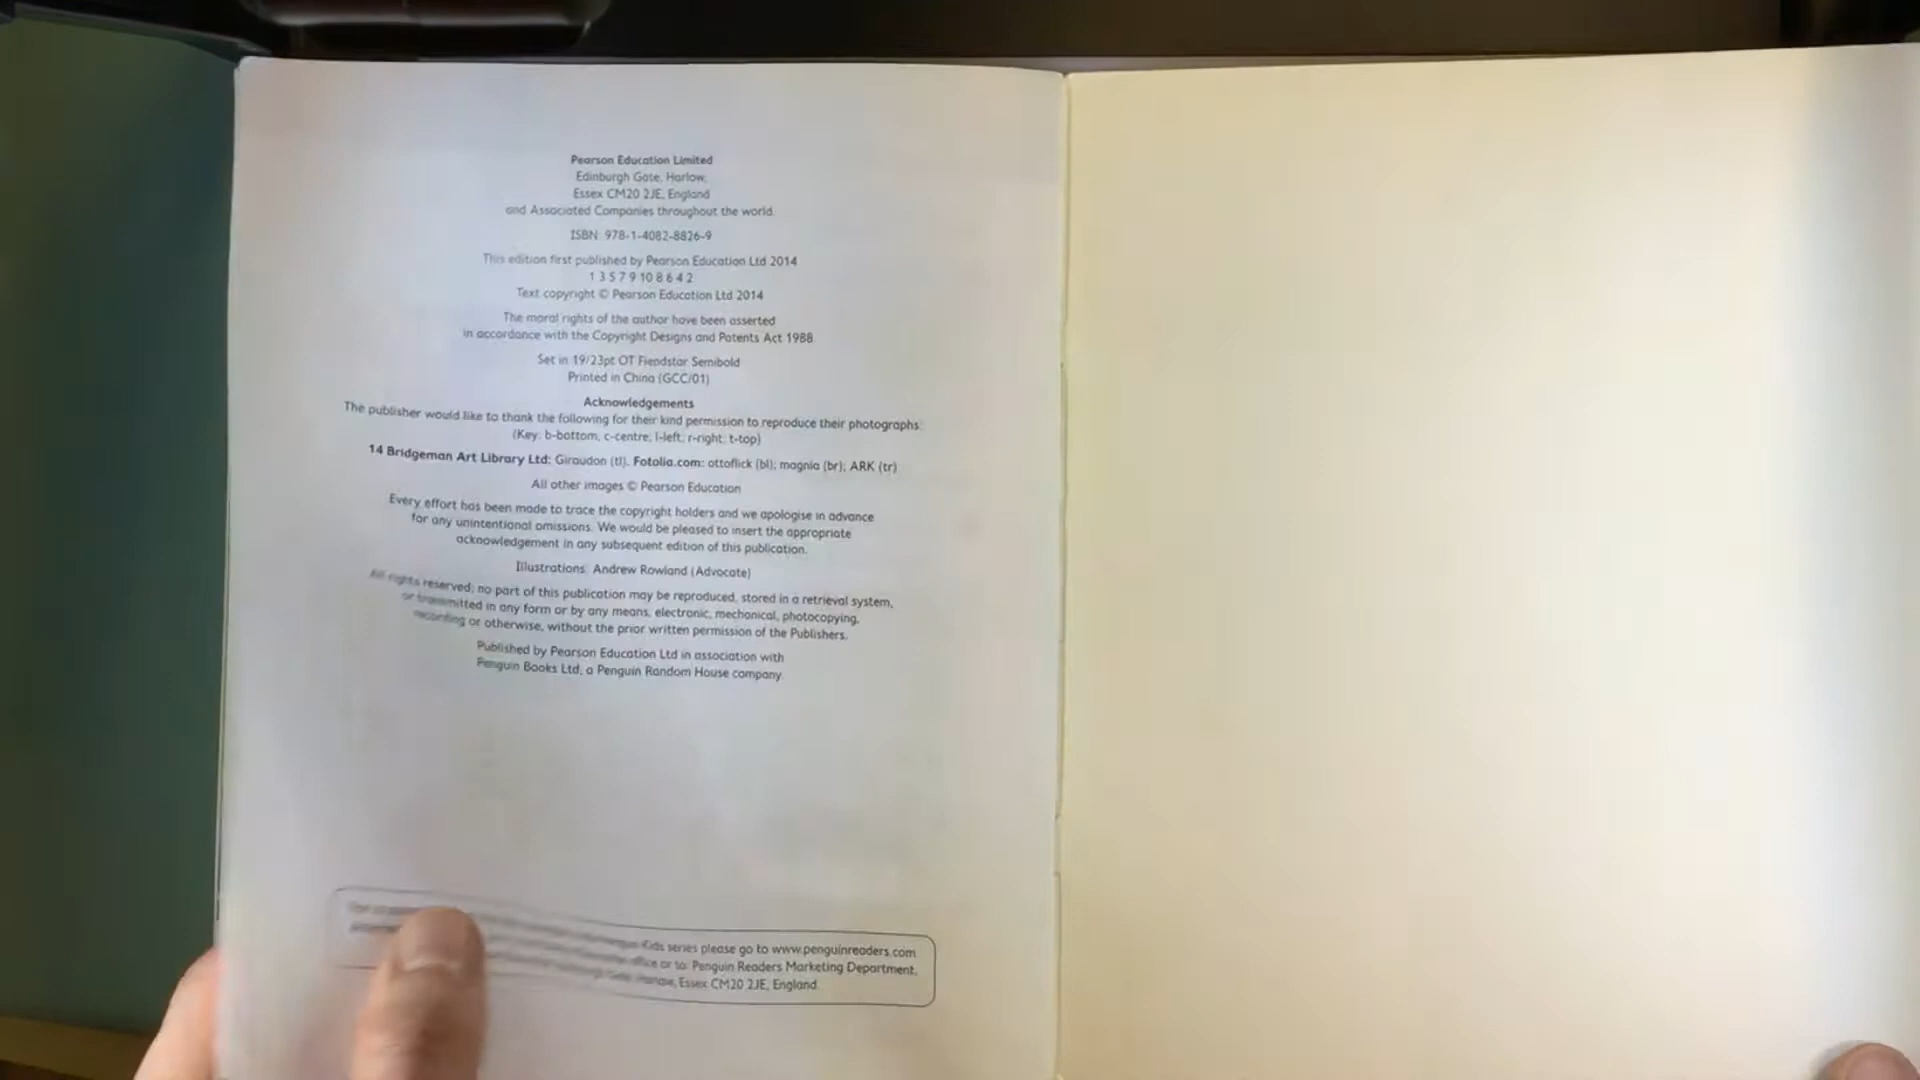 Pearson Education Limited
Edinburgh Gate, Harlow,
Essex CM20 2JE, England
and Associated Companies throughout the world.
ISBN: 978-1-4082-8826-9
This edition first published by Pearson Education Ltd 2014
1 3 5 7 9 10 8 6 4 2
Text copyright © Pearson Education Ltd 2014
The moral rights of the author have been asserted
in accordance with the Copyright Designs and Patents Act 1988
Set in 19/23pt OT Fiendstar Semibold
Printed in China (GCC/01)
Acknowledgements
The publisher would like to thank the following for their kind permission to reproduce their photographs:
(Key: b-bottom; c-centre; l-left; r-right; t-top)
14 Bridgeman Art Library Ltd: Giraudon (tl). Fotolia.com: ottoflick (bl); magnia (br); ARK (tr)
All other images © Pearson Education
Every effort has been made to trace the copyright holders and we apologise in advance
for any unintentional omissions. We would be pleased to insert the appropriate
acknowledgement in any subsequent edition of this publication.
Illustrations: Andrew Rowland (Advocate)
All rights reserved; no part of this publication may be reproduced, stored in a retrieval system,
or transmitted in any form or by any means, electronic, mechanical, photocopying,
recording or otherwise, without the prior written permission of the Publishers.
Published by Pearson Education Ltd in association with
Penguin Books Ltd, a Penguin Random House company.
Kids series please go to www.penguinreaders.com
office or to: Penguin Readers Marketing Department,
Harlow, Essex CM20 2JE, England.